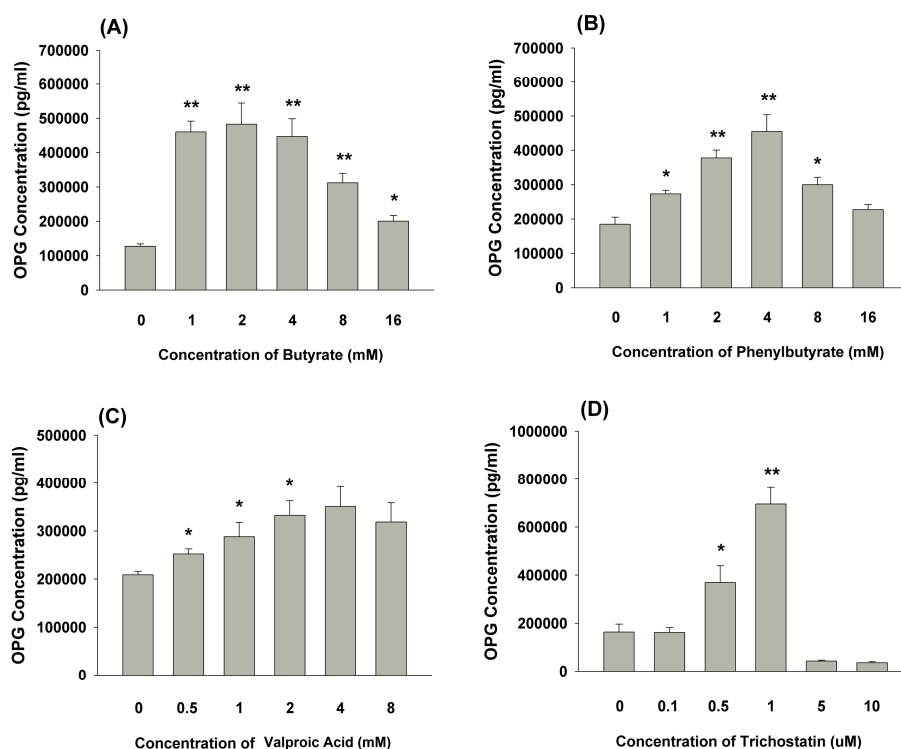 (A)
OPG Concentration (pg/ml)
700000
600000
500000
400000
300000
200000
100000
0
** ** ** ** *
0 1 2 4 8 16
Concentration of Butyrate (mM)
(B)
OPG Concentration (pg/ml)
700000
600000
500000
400000
300000
200000
100000
0
* ** ** *
0 1 2 4 8 16
Concentration of Phenylbutyrate (mM)
(C)
OPG Concentration (pg/ml)
500000
400000
300000
200000
100000
0
* * *
0 0.5 1 2 4 8
Concentration of Valproic Acid (mM)
(D)
OPG Concentration (pg/ml)
1000000
800000
600000
400000
200000
0
* **
0 0.1 0.5 1 5 10
Concentration of Trichostatin (uM)